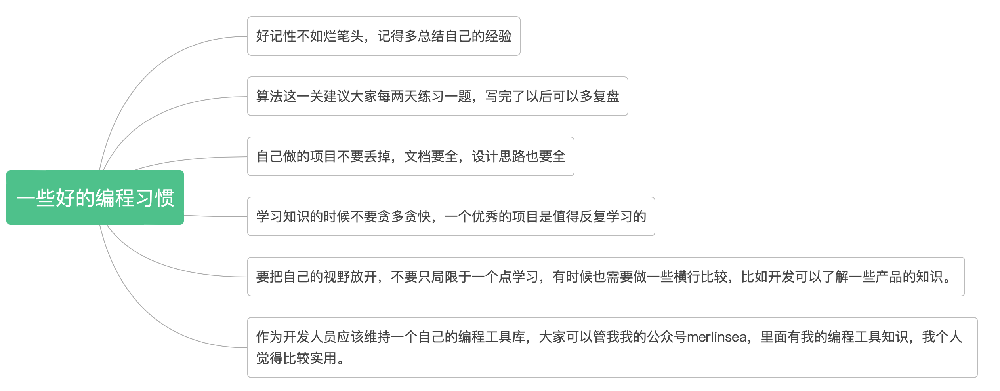 好记性不如烂笔头，记得多总结自己的经验
算法这一关建议大家每两天练习一题，写完了以后可以多复盘
自己做的项目不要丢掉，文档要全，设计思路也要全
一些好的编程习惯
学习知识的时候不要贪多贪快，一个优秀的项目是值得反复学习的
要把自己的视野放开，不要只局限于一个点学习，有时候也需要做一些横行比较，比如开发可以了解一些产品的知识。
作为开发人员应该维持一个自己的编程工具库，大家可以管我我的公众号merlinsea，里面有我的编程工具知识，我个人
觉得比较实用。